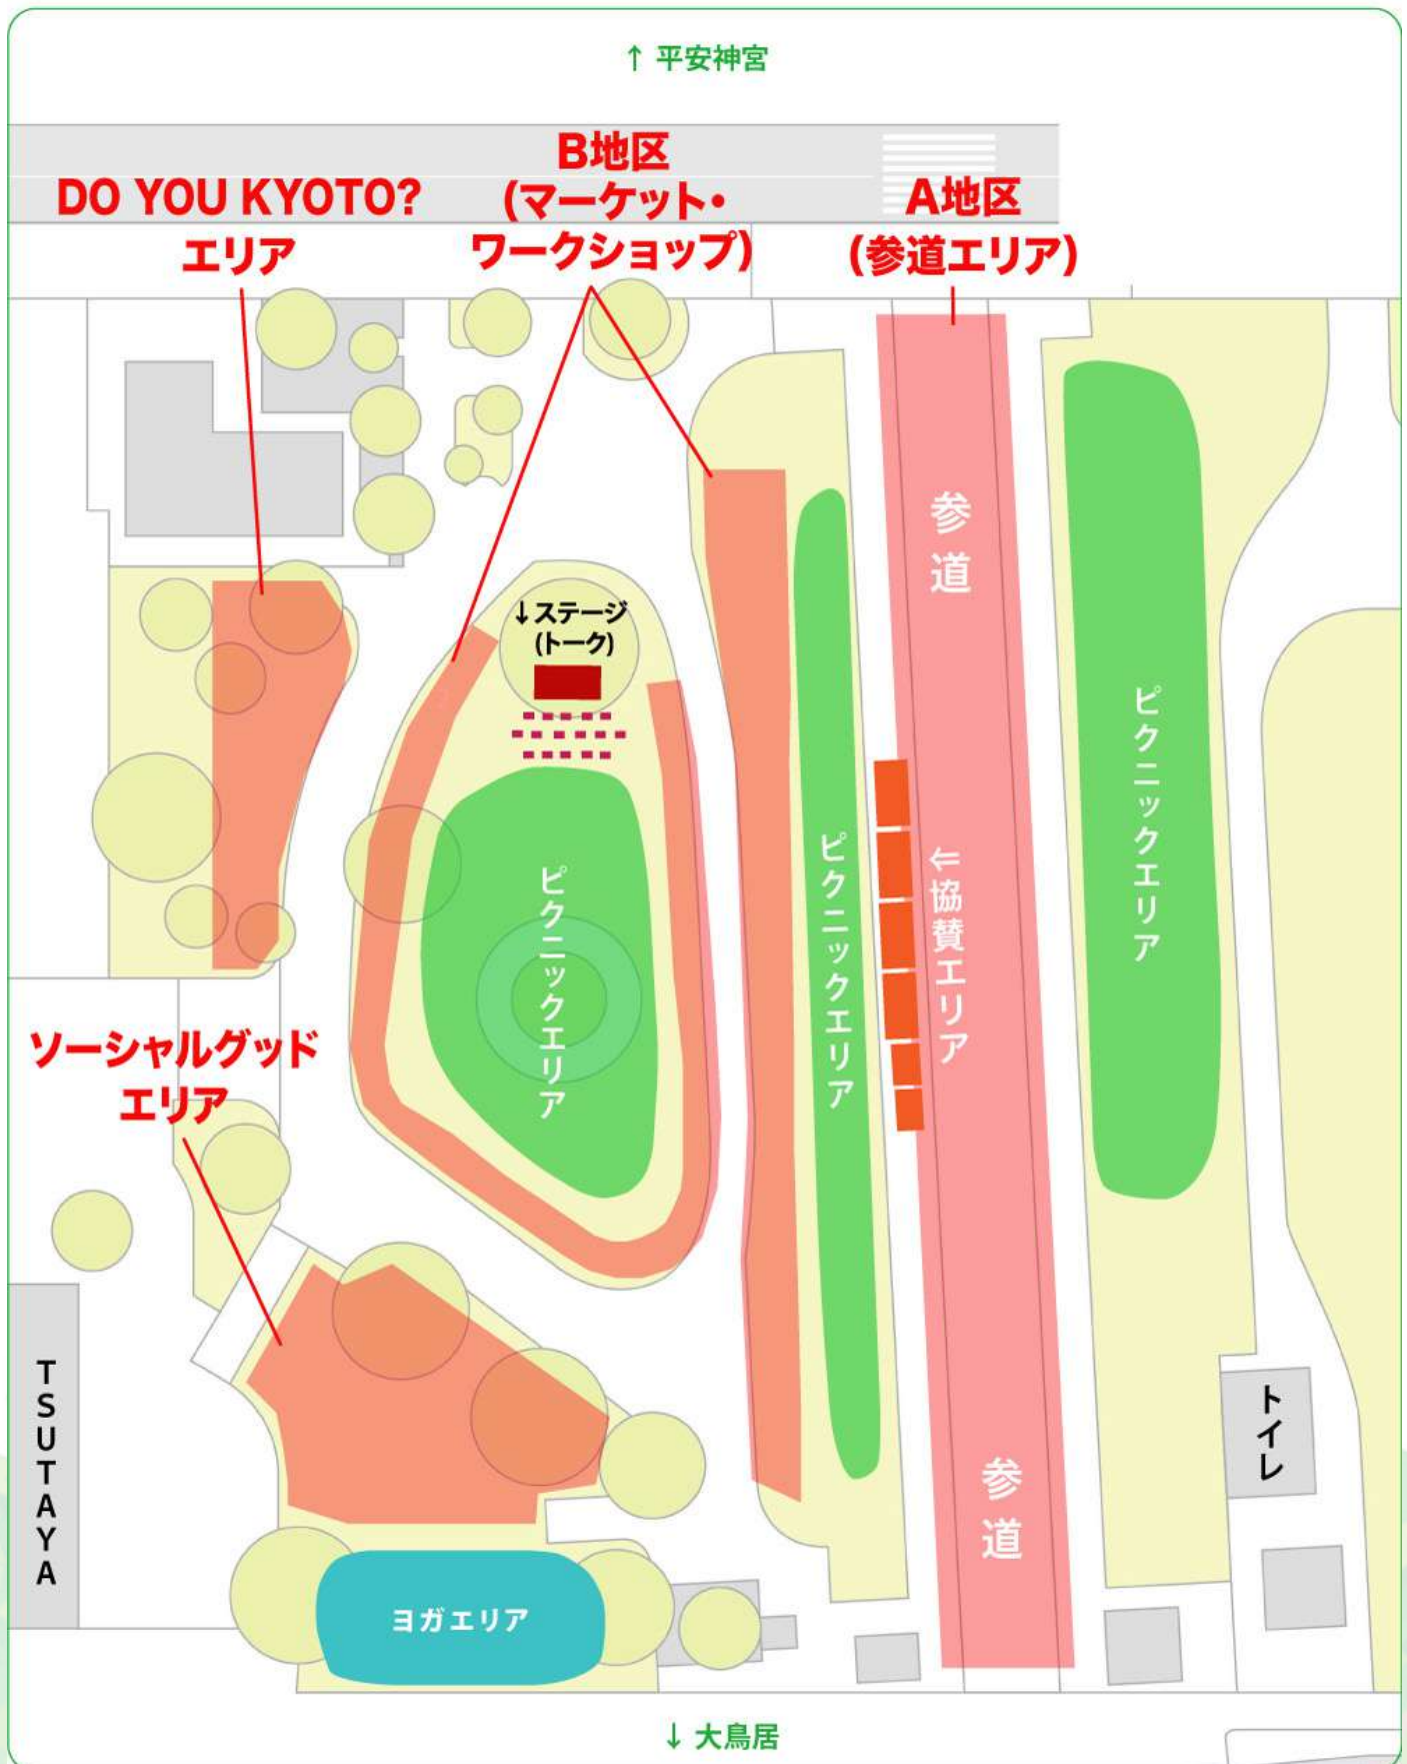 ↑ 平安神宮
DO YOU KYOTO?
エリア
B地区
(マーケット・
ワークショップ)
A地区
(参道エリア)
参道
↓ステージ
(トーク)
ピクニックエリア
ピクニックエリア
⇐協賛エリア
ピクニックエリア
ソーシャルグッド
エリア
TSUTAYA
トイレ
参道
ヨガエリア
↓ 大鳥居